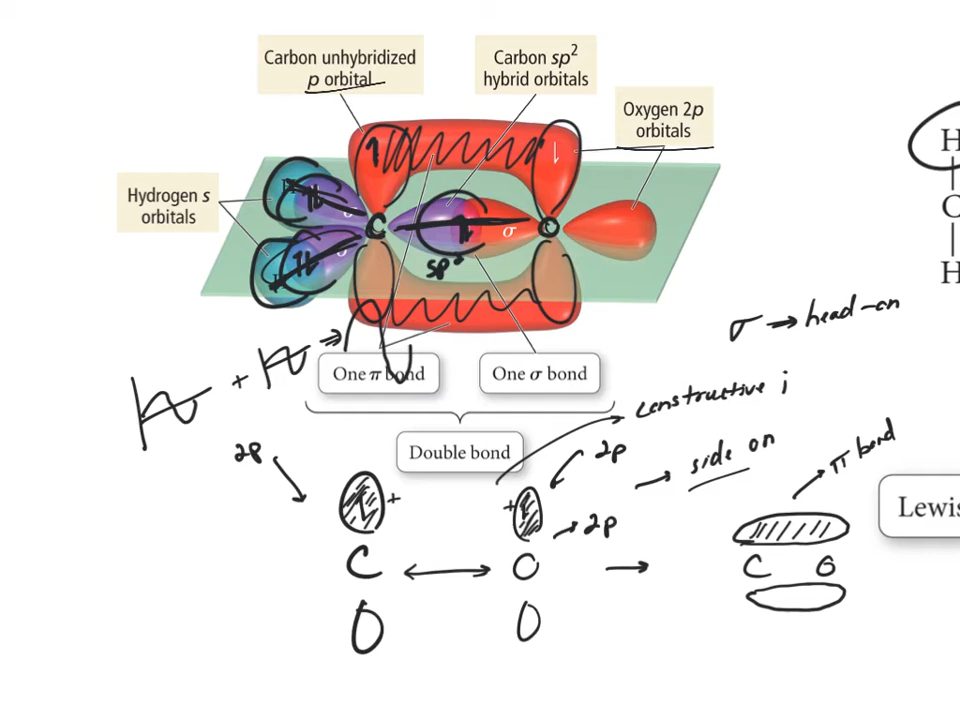 Carbon unhybridized
p orbital
Carbon sp²
hybrid orbitals
Oxygen 2p
orbitals
Hydrogen s
orbitals
H
C
H
C
O
σ
σ
σ
sp²
σ → head-on
One π bond
One σ bond
Double bond
constructive i
2p
2p
side on
π bond
+
+
2p
C
O
C
O
Lewis